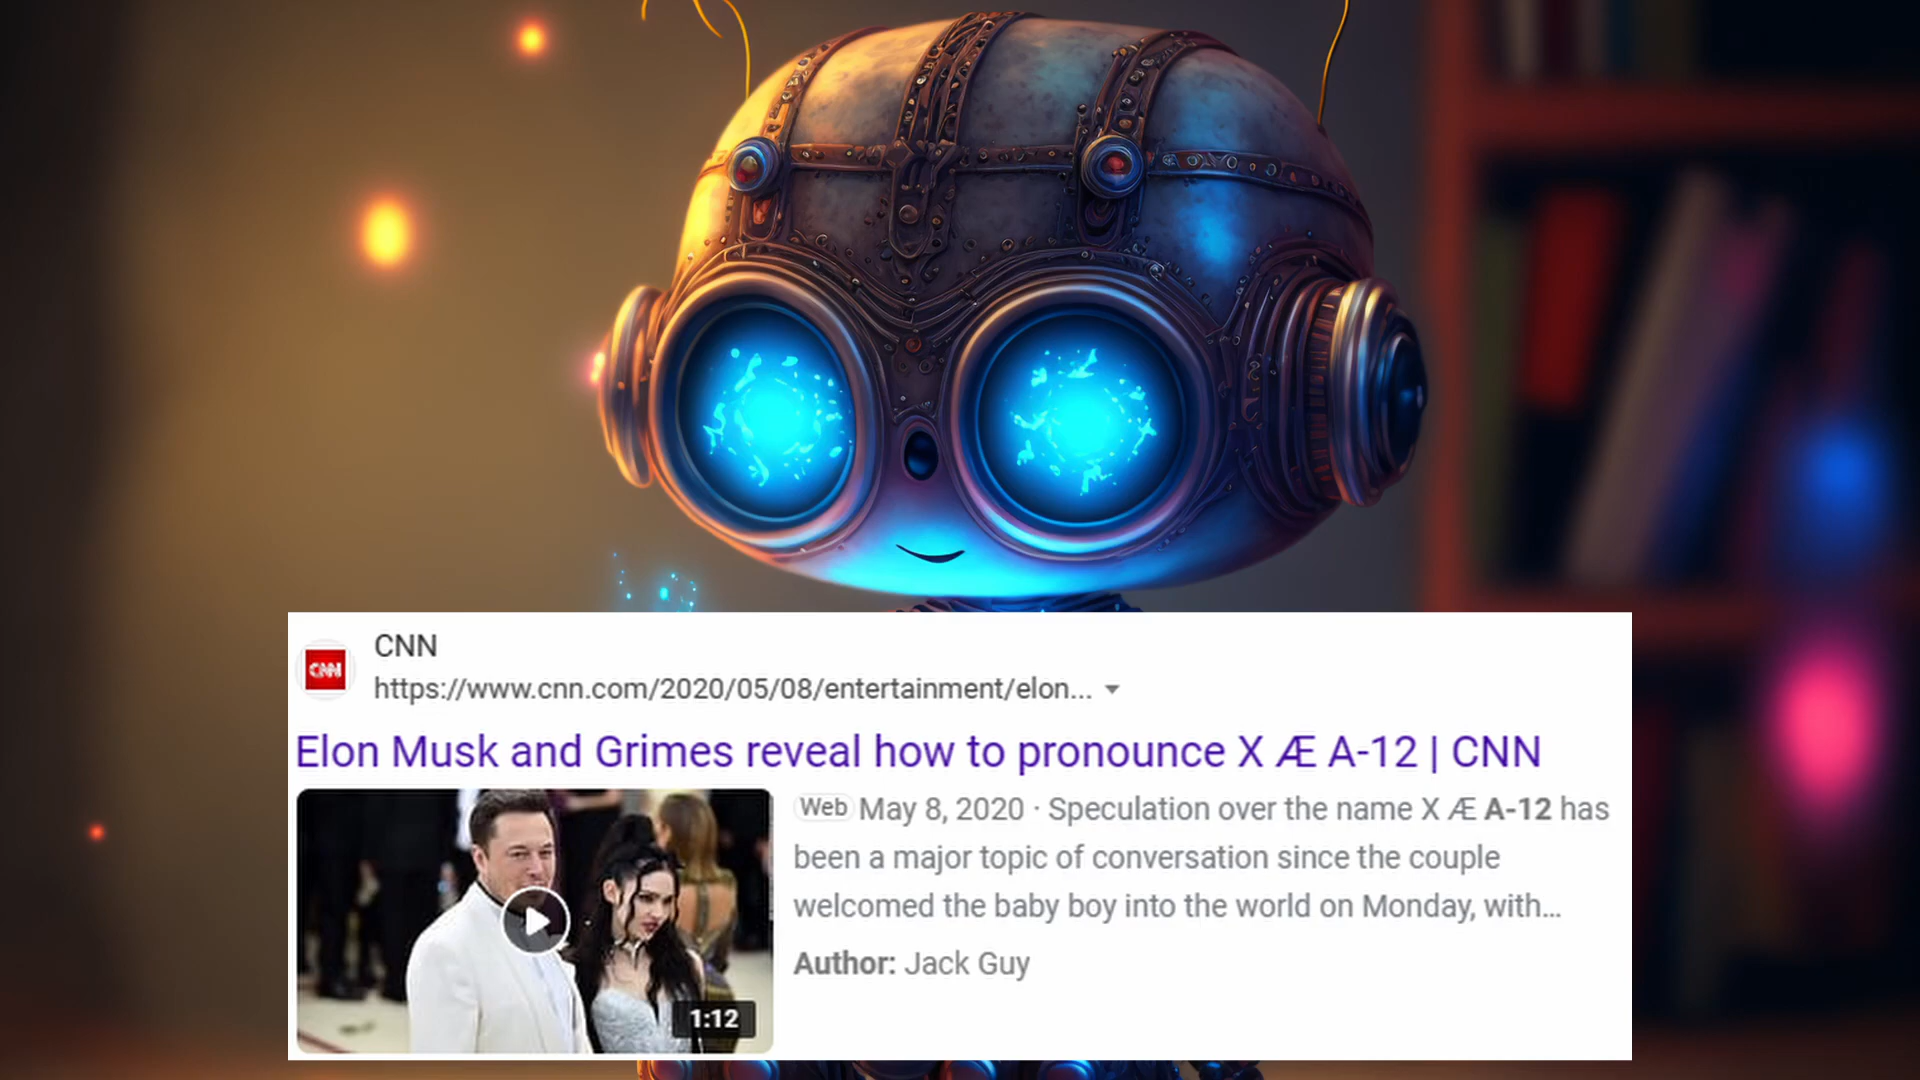 CNN
CNN
https://www.cnn.com/2020/05/08/entertainment/elon...
Elon Musk and Grimes reveal how to pronounce X Æ A-12 | CNN
Web May 8, 2020 · Speculation over the name X Æ A-12 has
been a major topic of conversation since the couple
welcomed the baby boy into the world on Monday, with...
Author: Jack Guy
1:12